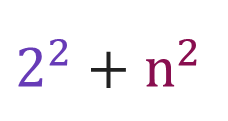 2² + n²